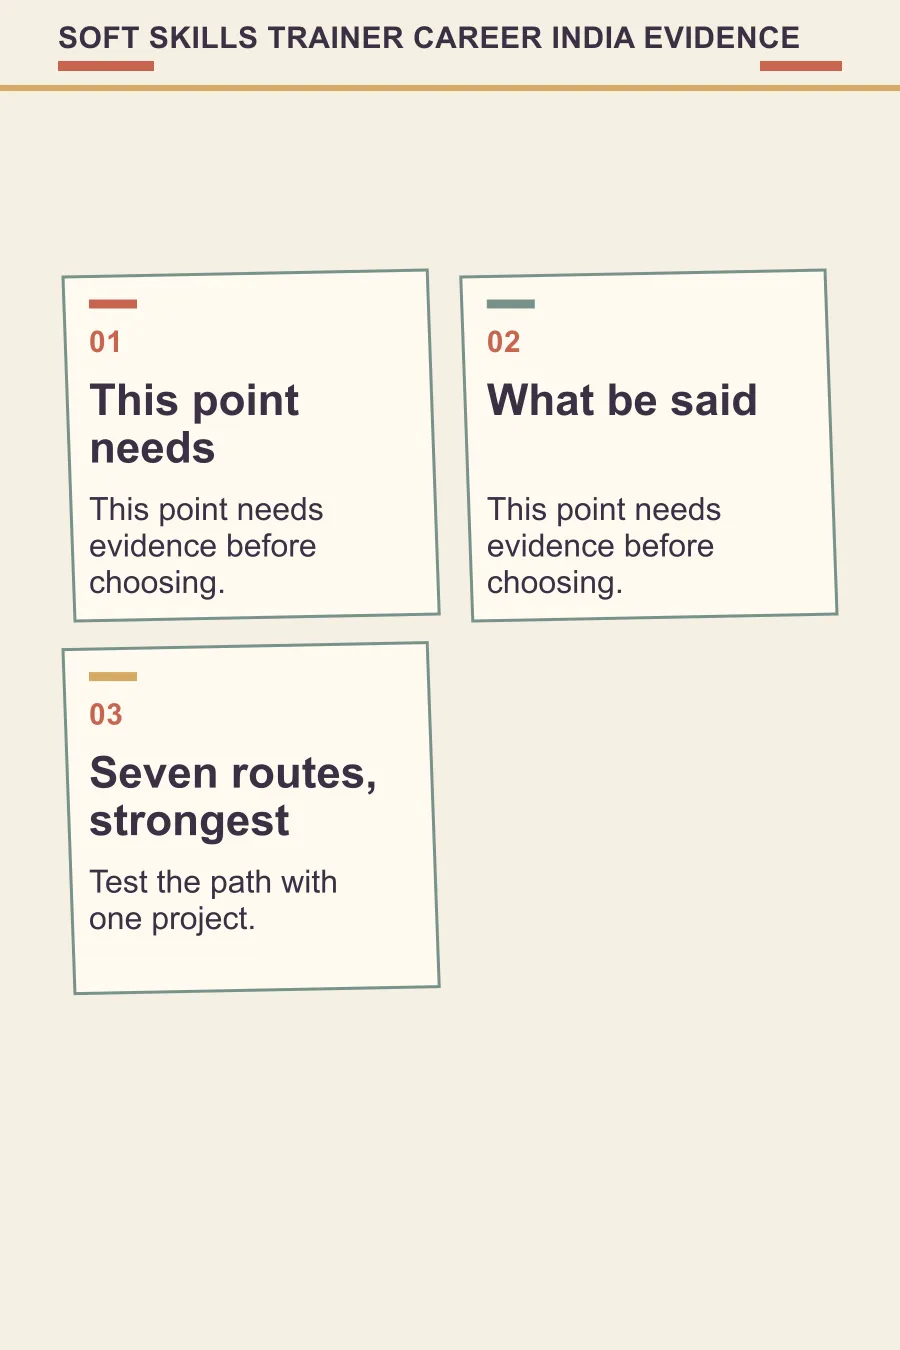 SOFT SKILLS TRAINER CAREER INDIA EVIDENCE
01
This point
needs
This point needs
evidence before
choosing.
02
What be said
This point needs
evidence before
choosing.
03
Seven routes,
strongest
Test the path with
one project.